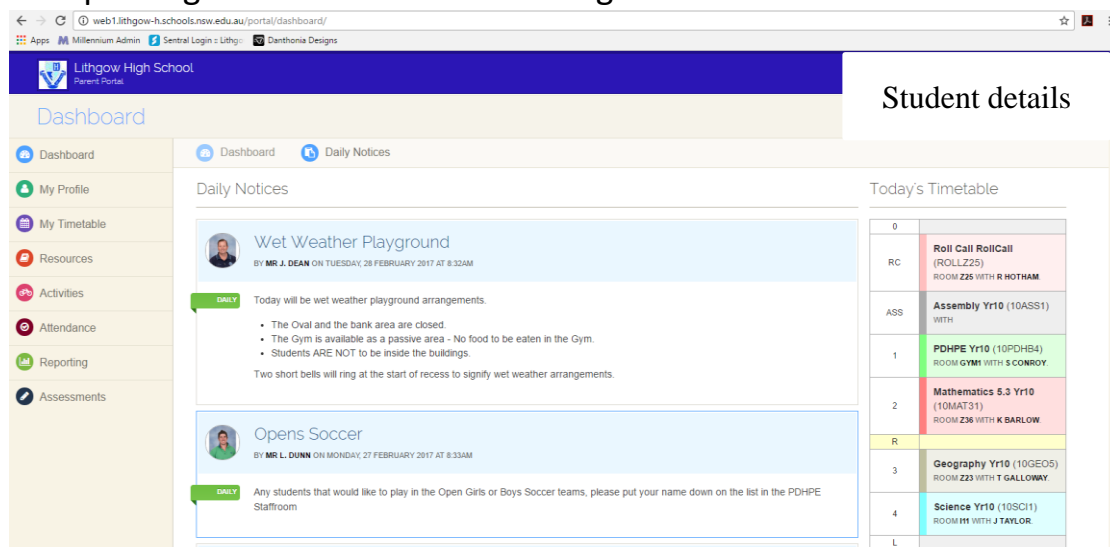 web1.lithgow-h.schools.nsw.edu.au/portal/dashboard/
Apps Millennium Admin Sentral Login :: Lithgo Danthonia Designs
Lithgow High School
Parent Portal
Student details
Dashboard
Dashboard
My Profile
My Timetable
Resources
Activities
Attendance
Reporting
Assessments
Dashboard Daily Notices
Daily Notices
Wet Weather Playground
BY MR J. DEAN ON TUESDAY, 28 FEBRUARY 2017 AT 8:32AM
DAILY
Today will be wet weather playground arrangements.
• The Oval and the bank area are closed.
• The Gym is available as a passive area - No food to be eaten in the Gym.
• Students ARE NOT to be inside the buildings.
Two short bells will ring at the start of recess to signify wet weather arrangements.
Opens Soccer
BY MR L. DUNN ON MONDAY, 27 FEBRUARY 2017 AT 8:33AM
DAILY
Any students that would like to play in the Open Girls or Boys Soccer teams, please put your name down on the list in the PDHPE
Staffroom
Today's Timetable
0
RC
Roll Call RollCall
(ROLLZ25)
ROOM Z25 WITH R HOTHAM.
ASS
Assembly Yr10 (10ASS1)
WITH
1
PDHPE Yr10 (10PDHB4)
ROOM GYM1 WITH S CONROY.
2
Mathematics 5.3 Yr10
(10MAT31)
ROOM Z36 WITH K BARLOW.
R
3
Geography Yr10 (10GEO5)
ROOM Z23 WITH T GALLOWAY.
4
Science Yr10 (10SCI1)
ROOM I11 WITH J TAYLOR.
L